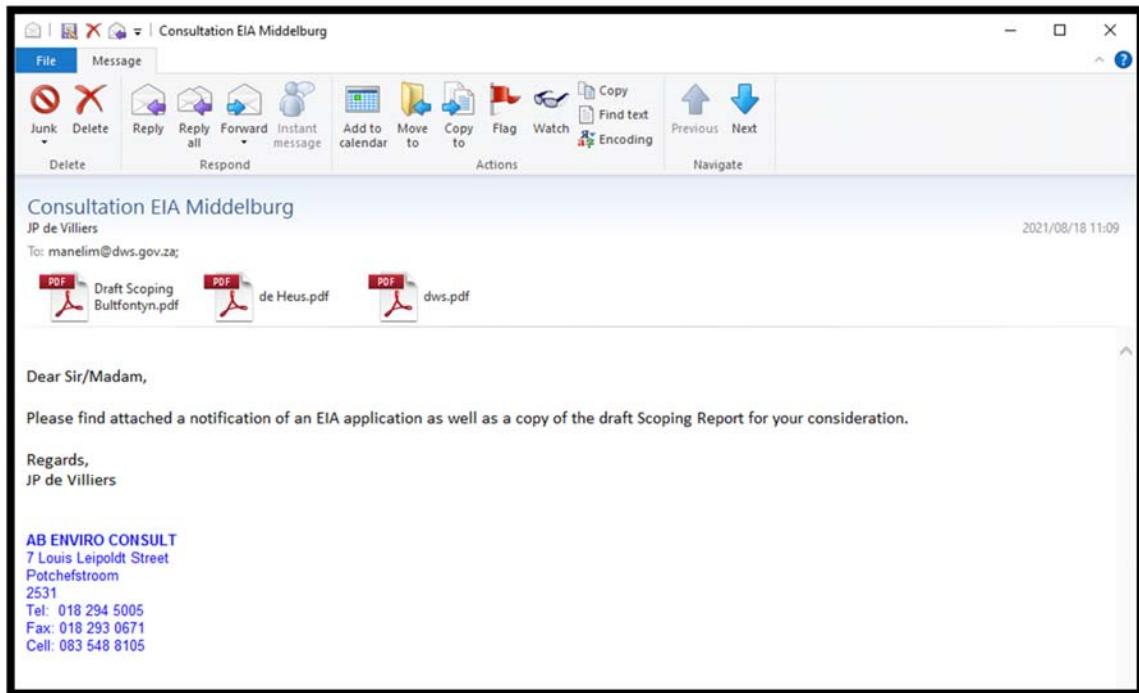 Consultation EIA Middelburg
File Message
Junk Delete Reply Reply all Forward Instant message Add to calendar Move to Copy to Flag Watch Copy Find text Encoding Previous Next
Delete Respond Actions Navigate
Consultation EIA Middelburg
JP de Villiers 2021/08/18 11:09
To: manelim@dws.gov.za;
PDF Draft Scoping Bultfontyn.pdf PDF de Heus.pdf PDF dws.pdf
Dear Sir/Madam,
Please find attached a notification of an EIA application as well as a copy of the draft Scoping Report for your consideration.
Regards,
JP de Villiers
AB ENVIRO CONSULT
7 Louis Leipoldt Street
Potchefstroom
2531
Tel: 018 294 5005
Fax: 018 293 0671
Cell: 083 548 8105